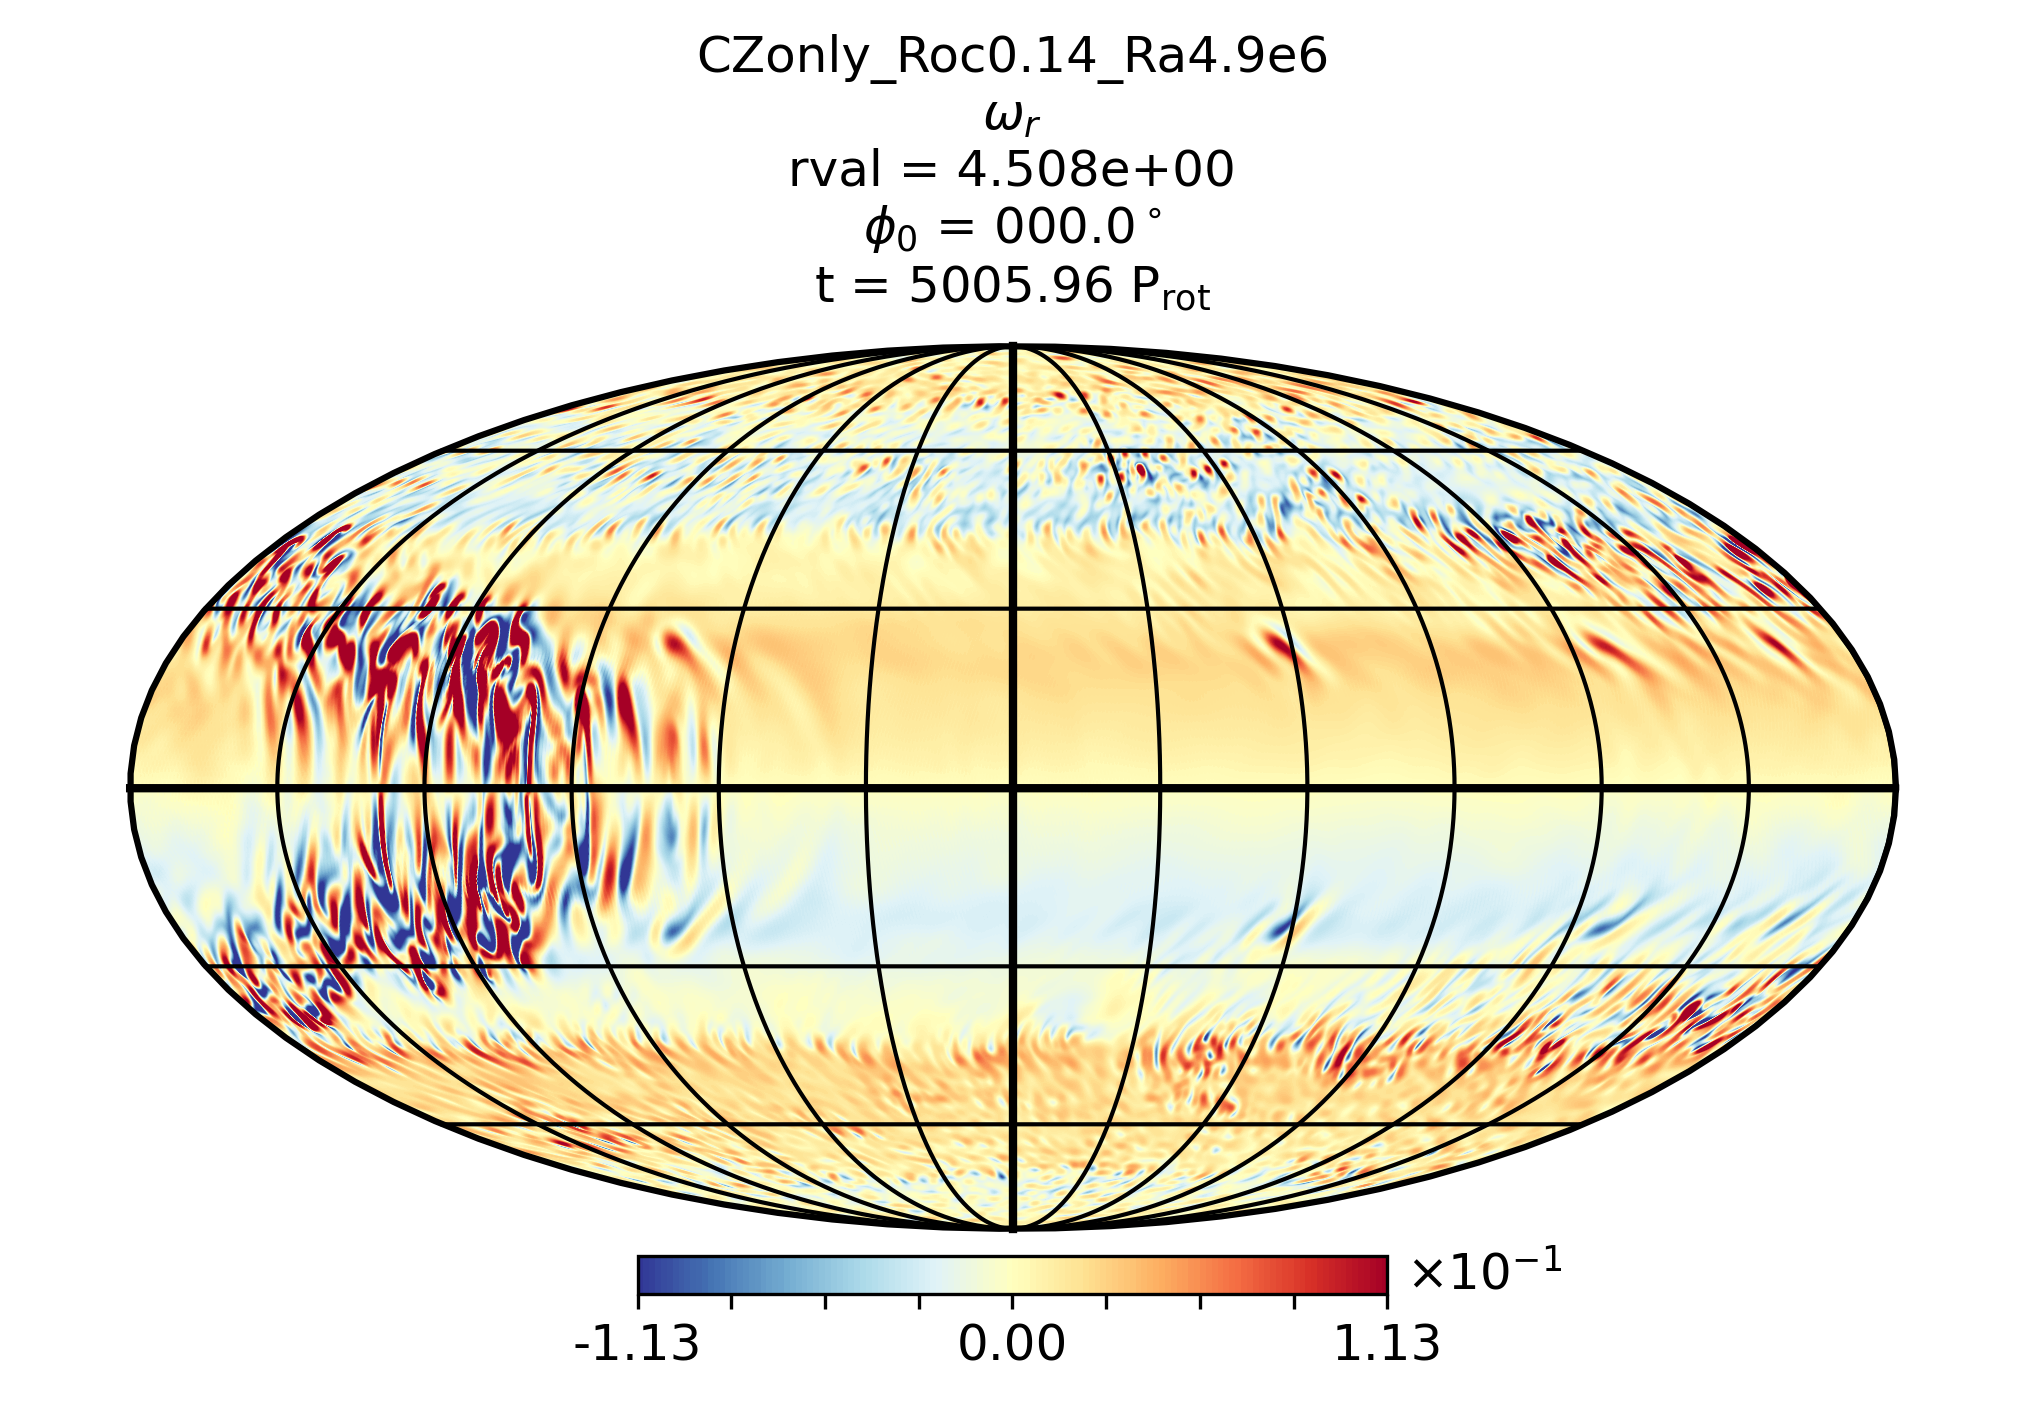 CZonly_Roc0.14_Ra4.9e6
ω_r
rval = 4.508e+00
ϕ₀ = 000.0°
t = 5005.96 P_rot
×10⁻¹
-1.13 0.00 1.13